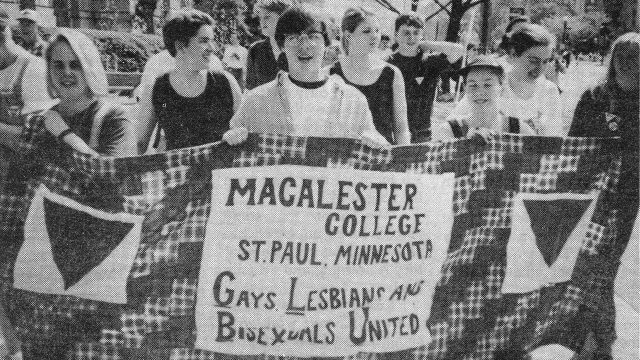 MACALESTER
COLLEGE
ST. PAUL, MINNESOTA
GAYS, LESBIANS AND
BISEXUALS UNITED